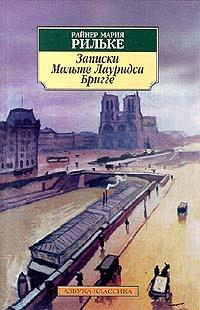 РАЙНЕР МАРИЯ
РИЛЬКЕ
Записки
Мальте Лауридса
Бригге
АЗБУКА-КЛАССИКА